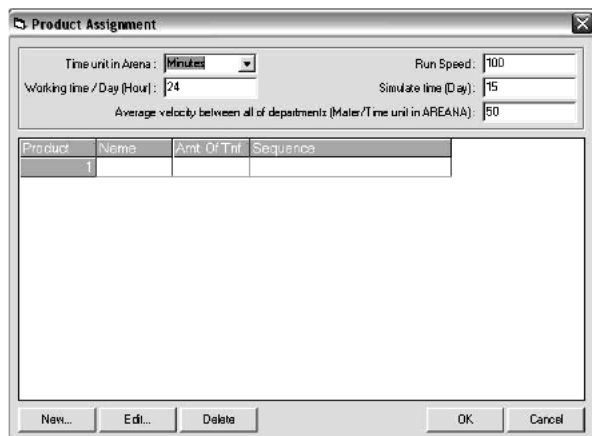 Product Assignment
Time unit in Arena : Minutes Run Speed : 100
Working time / Day (Hour) : 24 Simulate time (Day) : 15
Average velocity between all of departments (Mater/Time unit in AREANA) : 50
Product Name Amt. Of Tnf Sequence
1
New... Edit... Delete OK Cancel